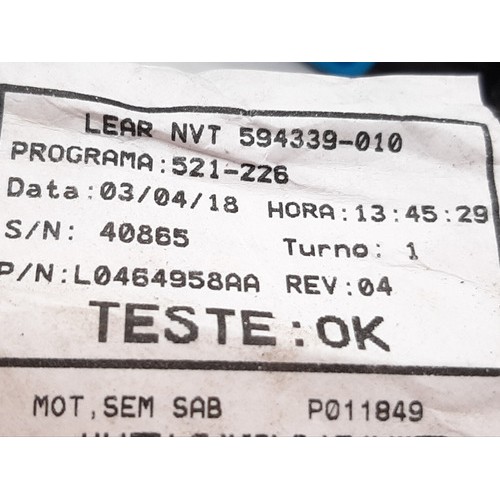 LEAR NVT 594339-010
PROGRAMA:521-226
Data:03/04/18 HORA:13:45:29
S/N: 40865 Turno: 1
P/N:L0464958AA REV:04
TESTE:OK
MOT,SEM SAB P011849